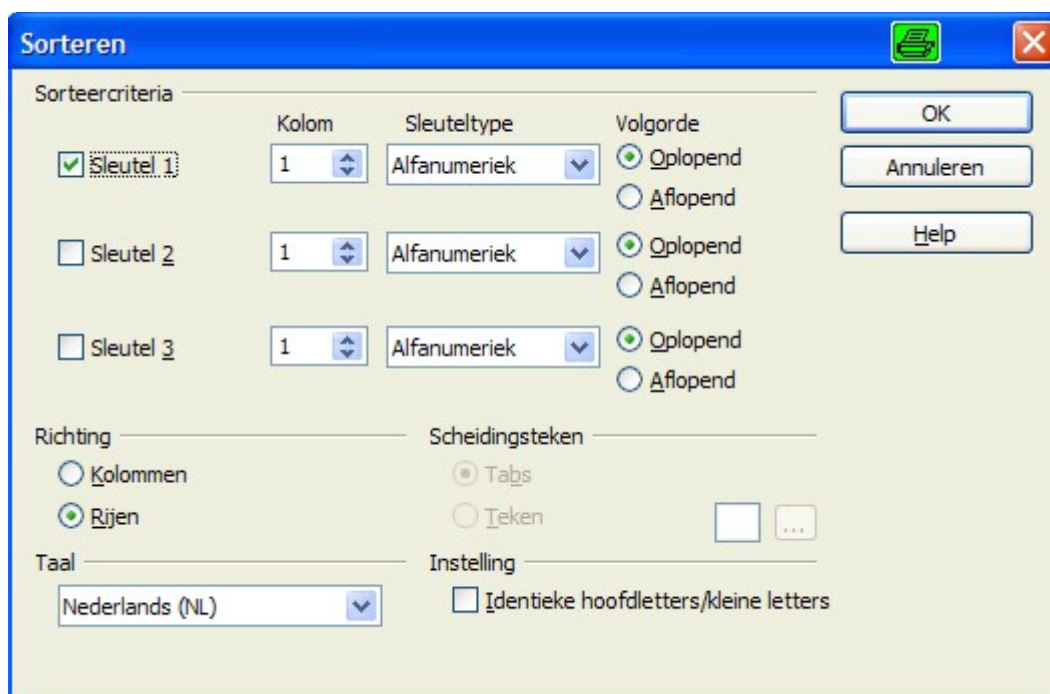 Sorteren
Sorteercriteria
Kolom Sleuteltype Volgorde
Sleutel 1 1 Alfanumeriek Oplopend
Aflopend
Sleutel 2 1 Alfanumeriek Oplopend
Aflopend
Sleutel 3 1 Alfanumeriek Oplopend
Aflopend
OK
Annuleren
Help
Richting
Kolommen
Rijen
Scheidingsteken
Tabs
Teken
...
Taal
Nederlands (NL)
Instelling
Identieke hoofdletters/kleine letters